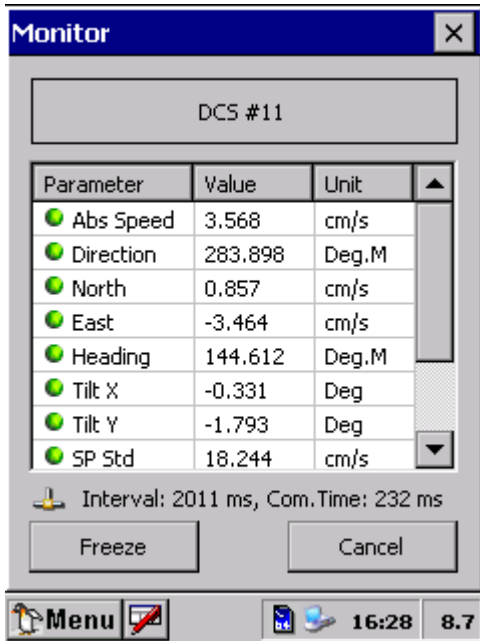 Monitor
DCS #11
Parameter Value Unit
Abs Speed 3.568 cm/s
Direction 283.898 Deg.M
North 0.857 cm/s
East -3.464 cm/s
Heading 144.612 Deg.M
Tilt X -0.331 Deg
Tilt Y -1.793 Deg
SP Std 18.244 cm/s
Interval: 2011 ms, Com.Time: 232 ms
Freeze Cancel
Menu 16:28 8.7